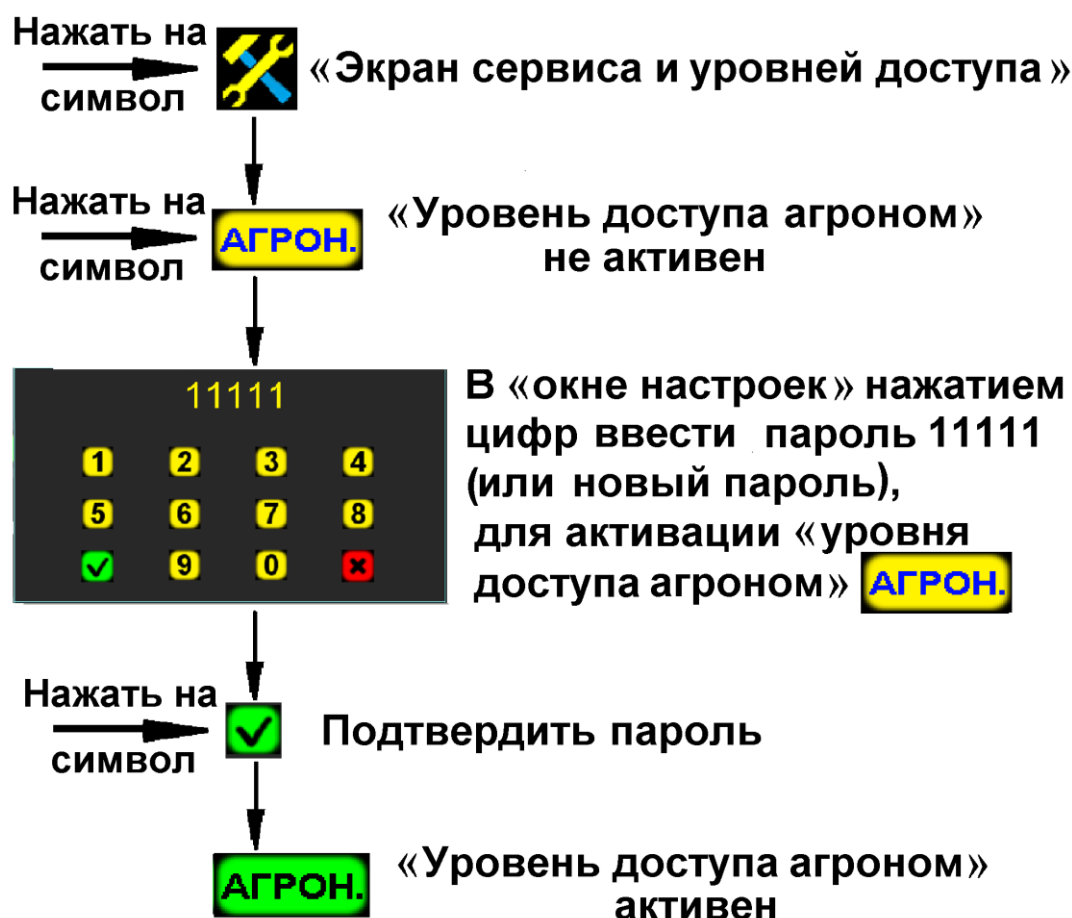 Нажать на
символ
«Экран сервиса и уровней доступа»
Нажать на
символ
АГРОН.
«Уровень доступа агроном»
не активен
11111
1 2 3 4
5 6 7 8
9 0
В «окне настроек» нажатием
цифр ввести пароль 11111
(или новый пароль),
для активации «уровня
доступа агроном» АГРОН.
Нажать на
символ
Подтвердить пароль
АГРОН.
«Уровень доступа агроном»
активен